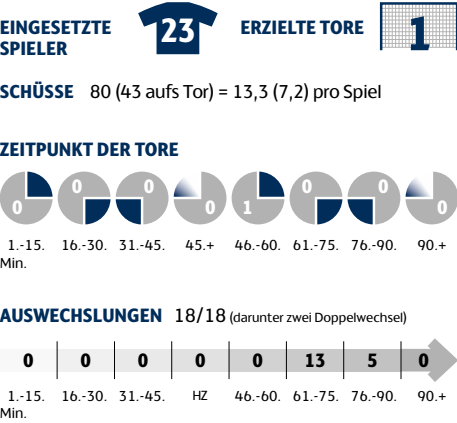 EINGESETZTE SPIELER 23 ERZIELTE TORE 1
SCHÜSSE 80 (43 aufs Tor) = 13,3 (7,2) pro Spiel
ZEITPUNKT DER TORE
0 0 0 0 1 0 0 0
1.-15. Min. 16.-30. 31.-45. 45.+ 46.-60. 61.-75. 76.-90. 90.+
AUSWECHSLUNGEN 18/18 (darunter zwei Doppelwechsel)
0 0 0 0 0 13 5 0
1.-15. Min. 16.-30. 31.-45. HZ 46.-60. 61.-75. 76.-90. 90.+